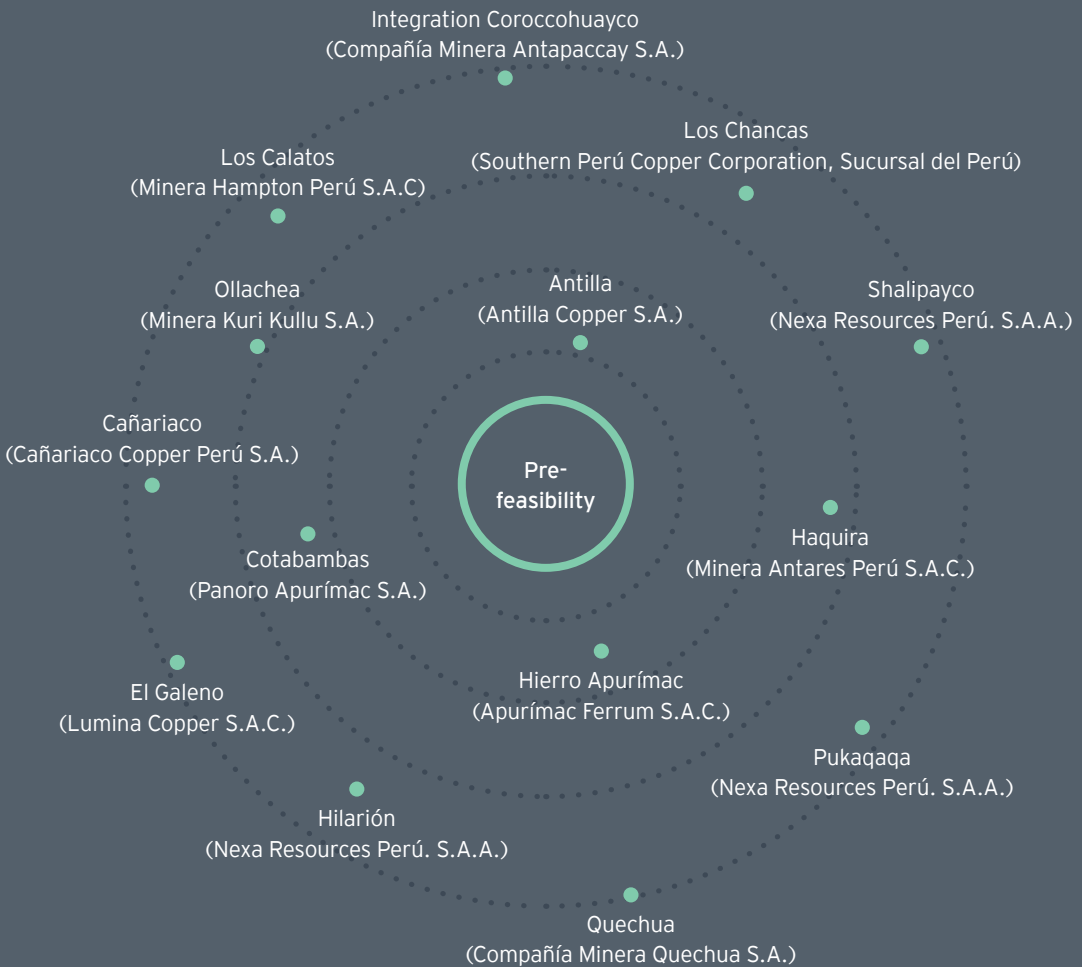 Integration Coroccohuayco
(Compañía Minera Antapaccay S.A.)
Los Chancas
(Southern Perú Copper Corporation, Sucursal del Perú)
Los Calatos
(Minera Hampton Perú S.A.C)
Ollachea
(Minera Kuri Kullu S.A.)
Antilla
(Antilla Copper S.A.)
Shalipayco
(Nexa Resources Perú. S.A.A.)
Cañariaco
(Cañariaco Copper Perú S.A.)
Pre-
feasibility
Haquira
(Minera Antares Perú S.A.C.)
Cotabambas
(Panoro Apurímac S.A.)
Hierro Apurímac
(Apurímac Ferrum S.A.C.)
El Galeno
(Lumina Copper S.A.C.)
Pukaqaqa
(Nexa Resources Perú. S.A.A.)
Hilarión
(Nexa Resources Perú. S.A.A.)
Quechua
(Compañía Minera Quechua S.A.)